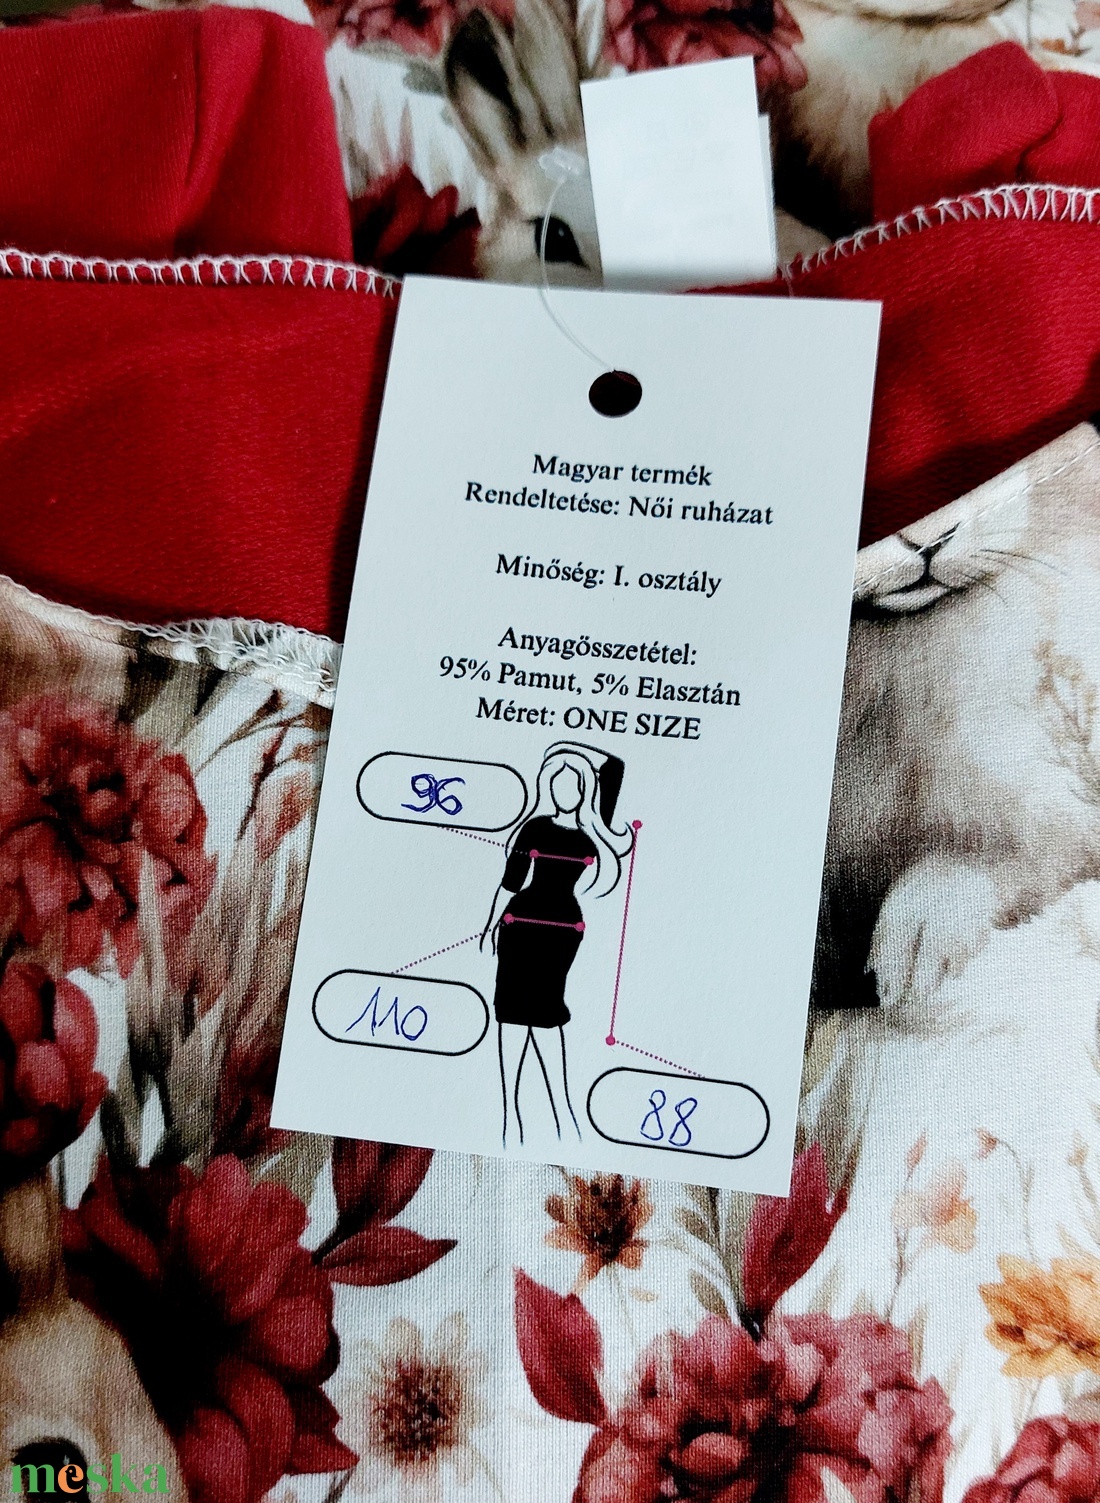 Magyar termék
Rendeltetése: Női ruházat
Minőség: I. osztály
Anyagösszetétel:
95% Pamut, 5% Elasztán
Méret: ONE SIZE
96
110
88
meska